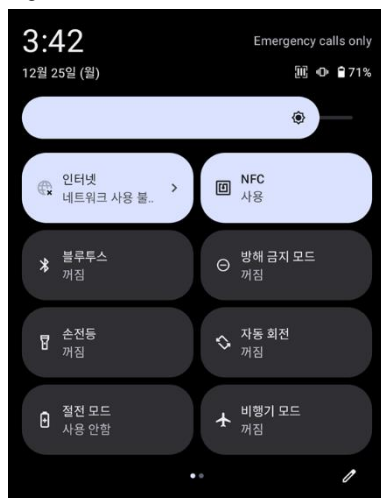 3:42
Emergency calls only
12월 25일 (월)
71%
인터넷
네트워크 사용 불..
NFC
사용
블루투스
꺼짐
방해 금지 모드
꺼짐
손전등
꺼짐
자동 회전
꺼짐
절전 모드
사용 안함
비행기 모드
꺼짐